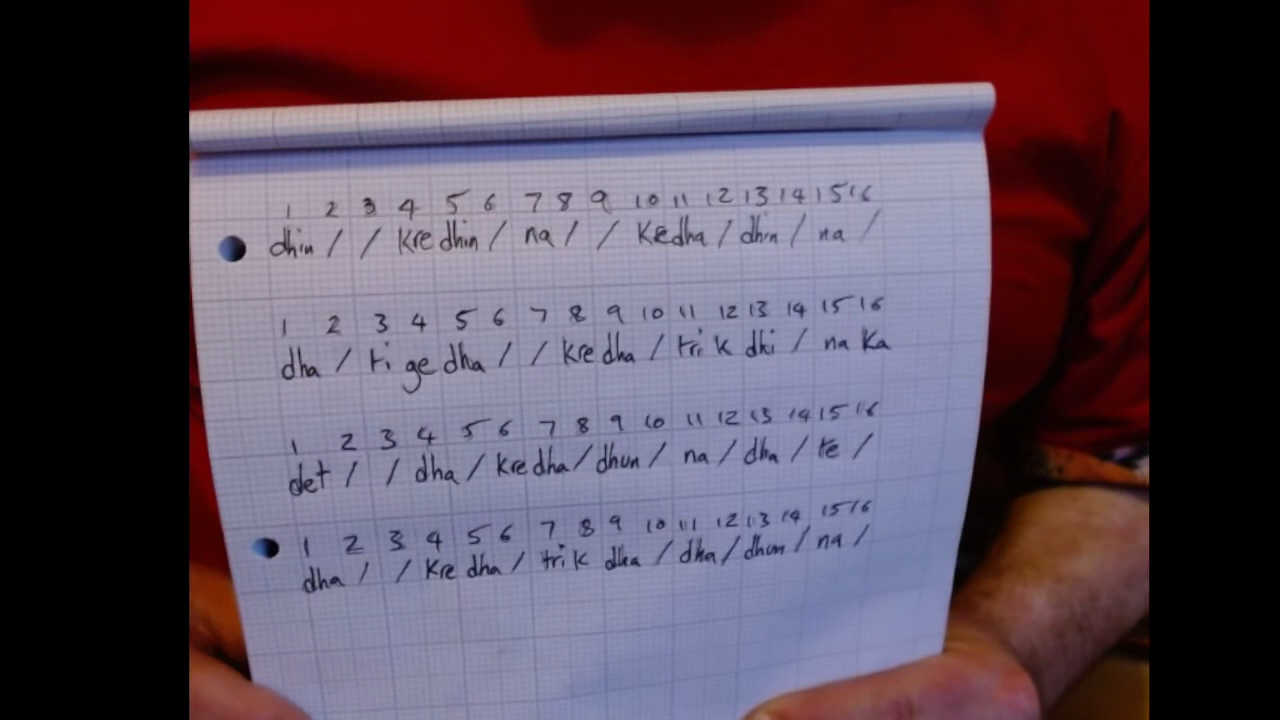 1 2 3 4 5 6 7 8 9 10 11 12 13 14 15 16
dhin / / kre dhin / na / / Kedha / dhin / na /
1 2 3 4 5 6 7 8 9 10 11 12 13 14 15 16
dha / ti ge dha / / kre dha / tri k dhi / na ka
1 2 3 4 5 6 7 8 9 10 11 12 13 14 15 16
det / / dha / kre dha / dhun / na / dha / te /
1 2 3 4 5 6 7 8 9 10 11 12 13 14 15 16
dha / / kre dha / tri k dha / dha / dhun / na /